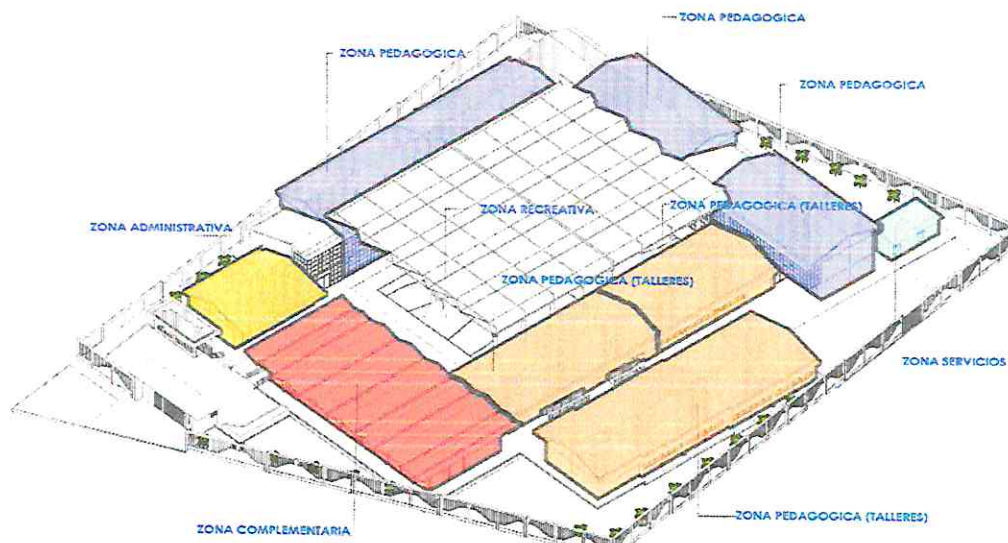 ZONA PEDAGOGICA
ZONA PEDAGOGICA
ZONA PEDAGOGICA
ZONA RECREATIVA
ZONA PEDAGOGICA (TALLERES)
ZONA ADMINISTRATIVA
ZONA PEDAGOGICA (TALLERES)
ZONA SERVICIOS
ZONA PEDAGOGICA (TALLERES)
ZONA COMPLEMENTARIA